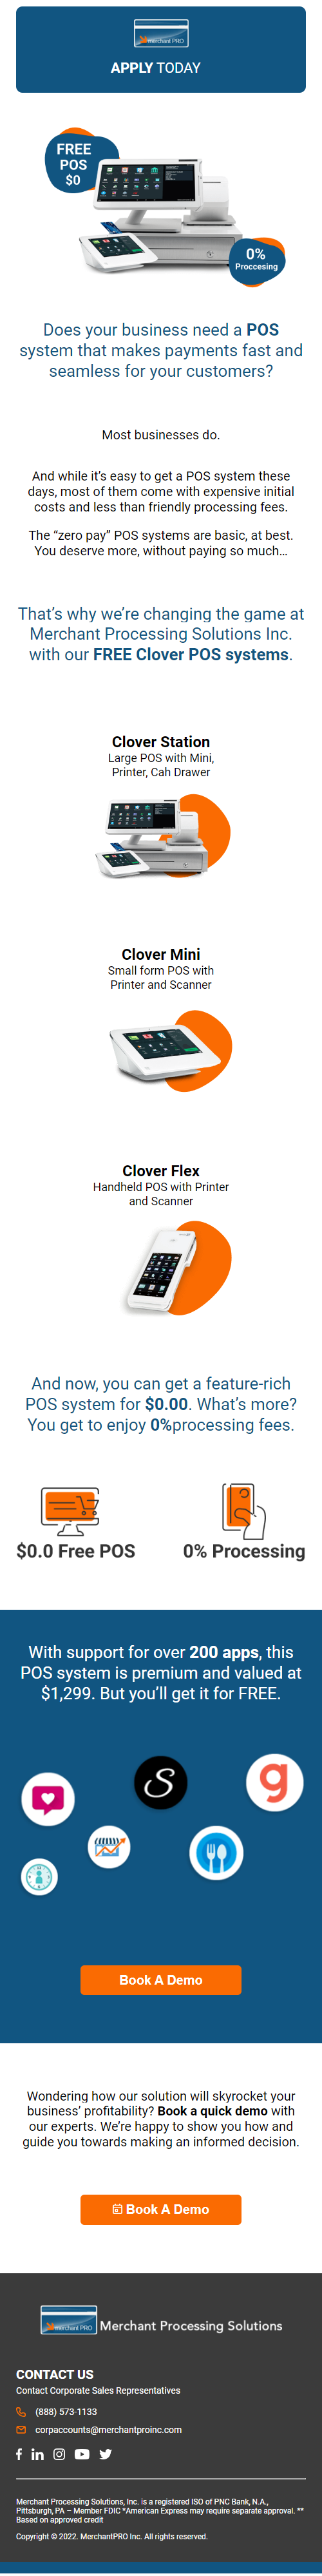 merchant PRO
APPLY TODAY
FREE
POS
$0
0%
Proccesing
Does your business need a POS
system that makes payments fast and
seamless for your customers?
Most businesses do.
And while it's easy to get a POS system these
days, most of them come with expensive initial
costs and less than friendly processing fees.
The “zero pay” POS systems are basic, at best.
You deserve more, without paying so much...
That's why we're changing the game at
Merchant Processing Solutions Inc.
with our FREE Clover POS systems.
Clover Station
Large POS with Mini,
Printer, Cah Drawer
Clover Mini
Small form POS with
Printer and Scanner
Clover Flex
Handheld POS with Printer
and Scanner
And now, you can get a feature-rich
POS system for $0.00. What's more?
You get to enjoy 0%processing fees.
$0.0 Free POS
0% Processing
With support for over 200 apps, this
POS system is premium and valued at
$1,299. But you'll get it for FREE.
S
g
Book A Demo
Wondering how our solution will skyrocket your
business' profitability? Book a quick demo with
our experts. We're happy to show you how and
guide you towards making an informed decision.
Book A Demo
merchant PRO Merchant Processing Solutions
CONTACT US
Contact Corporate Sales Representatives
(888) 573-1133
corpaccounts@merchantproinc.com
Merchant Processing Solutions, Inc. is a registered ISO of PNC Bank, N.A.,
Pittsburgh, PA – Member FDIC *American Express may require separate approval. **
Based on approved credit
Copyright © 2022. MerchantPRO Inc. All rights reserved.